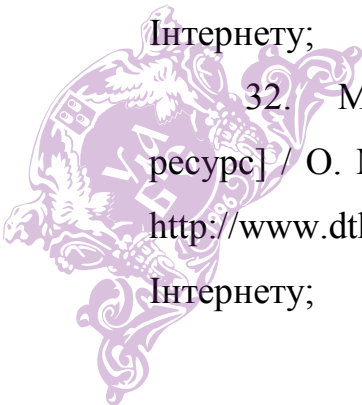 Інтернету;
32. М
ресурс] / О.
http://www.dt
Інтернету;